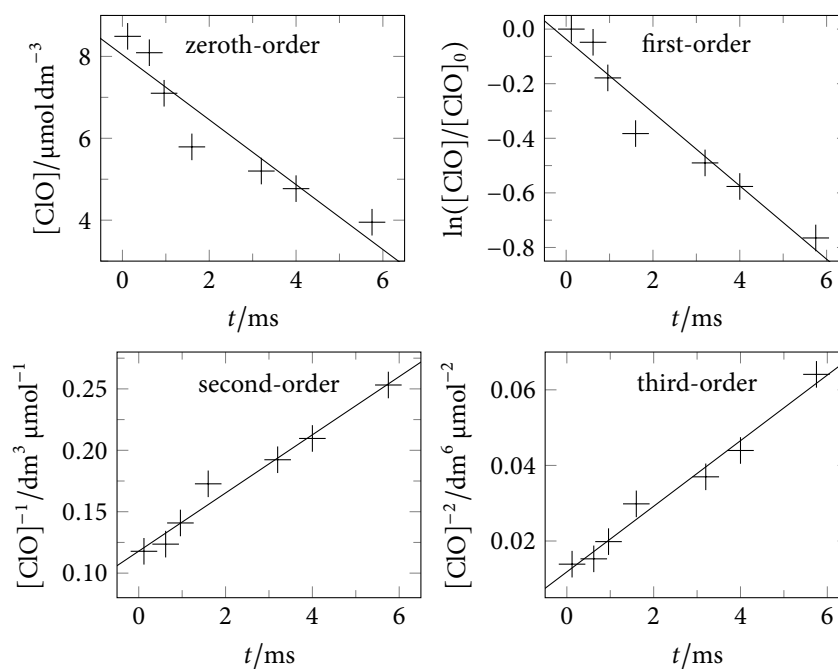 zeroth-order
[ClO]/μmol dm⁻³
8
6
4
0 2 4 6
t/ms
first-order
ln([ClO]/[ClO]₀)
0.0
−0.2
−0.4
−0.6
−0.8
0 2 4 6
t/ms
second-order
[ClO]⁻¹/dm³ μmol⁻¹
0.25
0.20
0.15
0.10
0 2 4 6
t/ms
third-order
[ClO]⁻²/dm⁶ μmol⁻²
0.06
0.04
0.02
0 2 4 6
t/ms